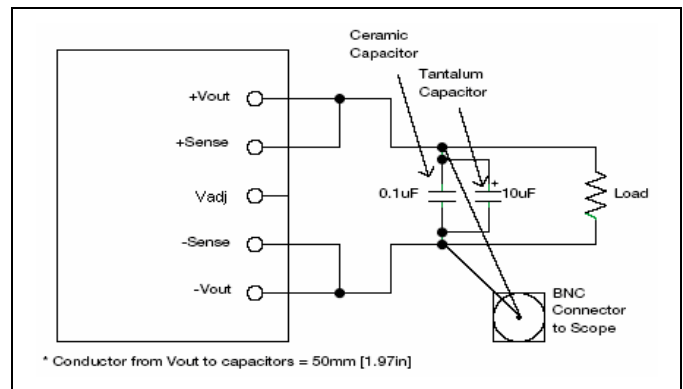 Ceramic
Capacitor
Tantalum
Capacitor
+Vout
+Sense
Vadj
-Sense
-Vout
0.1uF
+
10uF
Load
BNC
Connector
to Scope
* Conductor from Vout to capacitors = 50mm [1.97in]